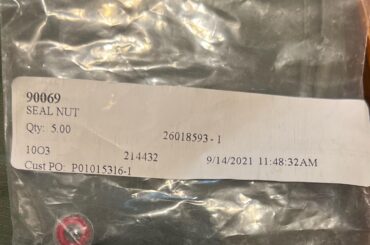 90069
SEAL NUT
Qty: 5.00
26018593 - 1
10O3 214432 9/14/2021 11:48:32AM
Cust PO: P01015316-1